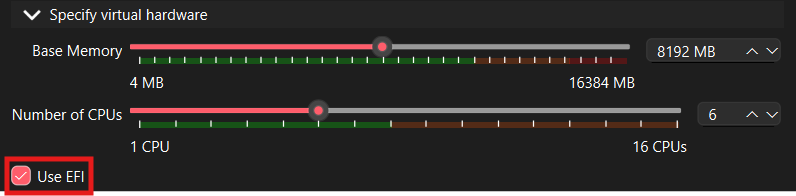 Specify virtual hardware
Base Memory 8192 MB
4 MB 16384 MB
Number of CPUs 6
1 CPU 16 CPUs
Use EFI